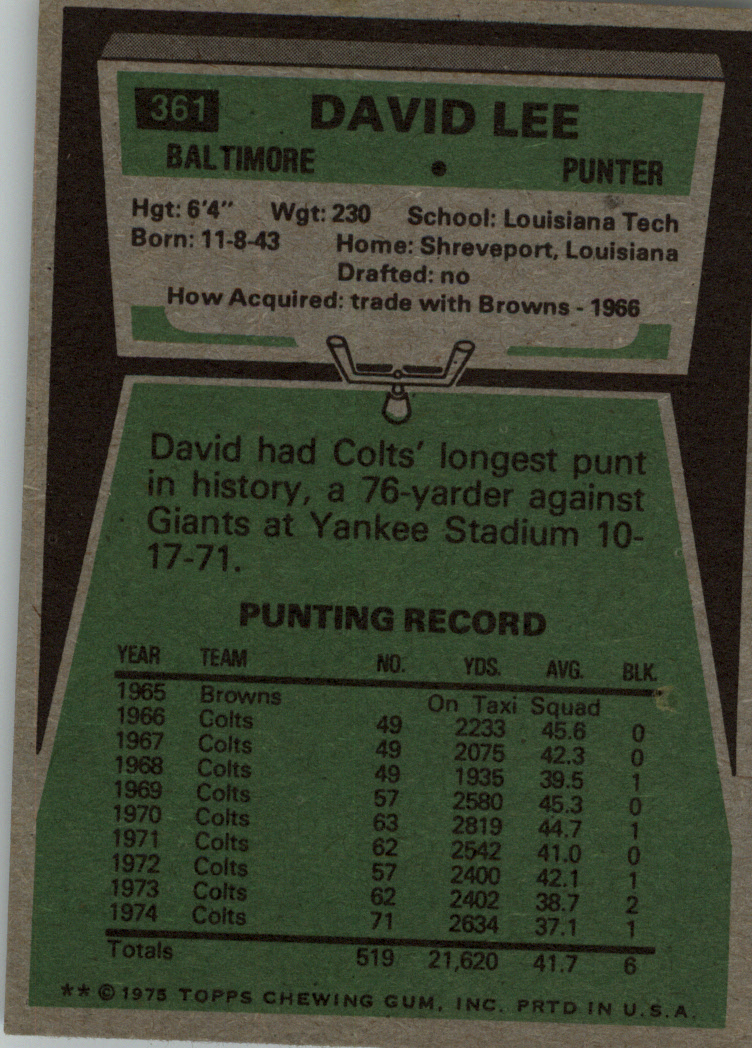 361 DAVID LEE
BALTIMORE • PUNTER
Hgt: 6'4" Wgt: 230 School: Louisiana Tech
Born: 11-8-43 Home: Shreveport, Louisiana
Drafted: no
How Acquired: trade with Browns - 1966
David had Colts' longest punt
in history, a 76-yarder against
Giants at Yankee Stadium 10-
17-71.
PUNTING RECORD
YEAR TEAM NO. YDS. AVG. BLK.
1965 Browns On Taxi Squad
1966 Colts 49 2233 45.6 0
1967 Colts 49 2075 42.3 0
1968 Colts 49 1935 39.5 1
1969 Colts 57 2580 45.3 0
1970 Colts 63 2819 44.7 1
1971 Colts 62 2542 41.0 0
1972 Colts 57 2400 42.1 1
1973 Colts 62 2402 38.7 2
1974 Colts 71 2634 37.1 1
Totals 519 21,620 41.7 6
** © 1975 TOPPS CHEWING GUM, INC. PRTD IN U.S.A.